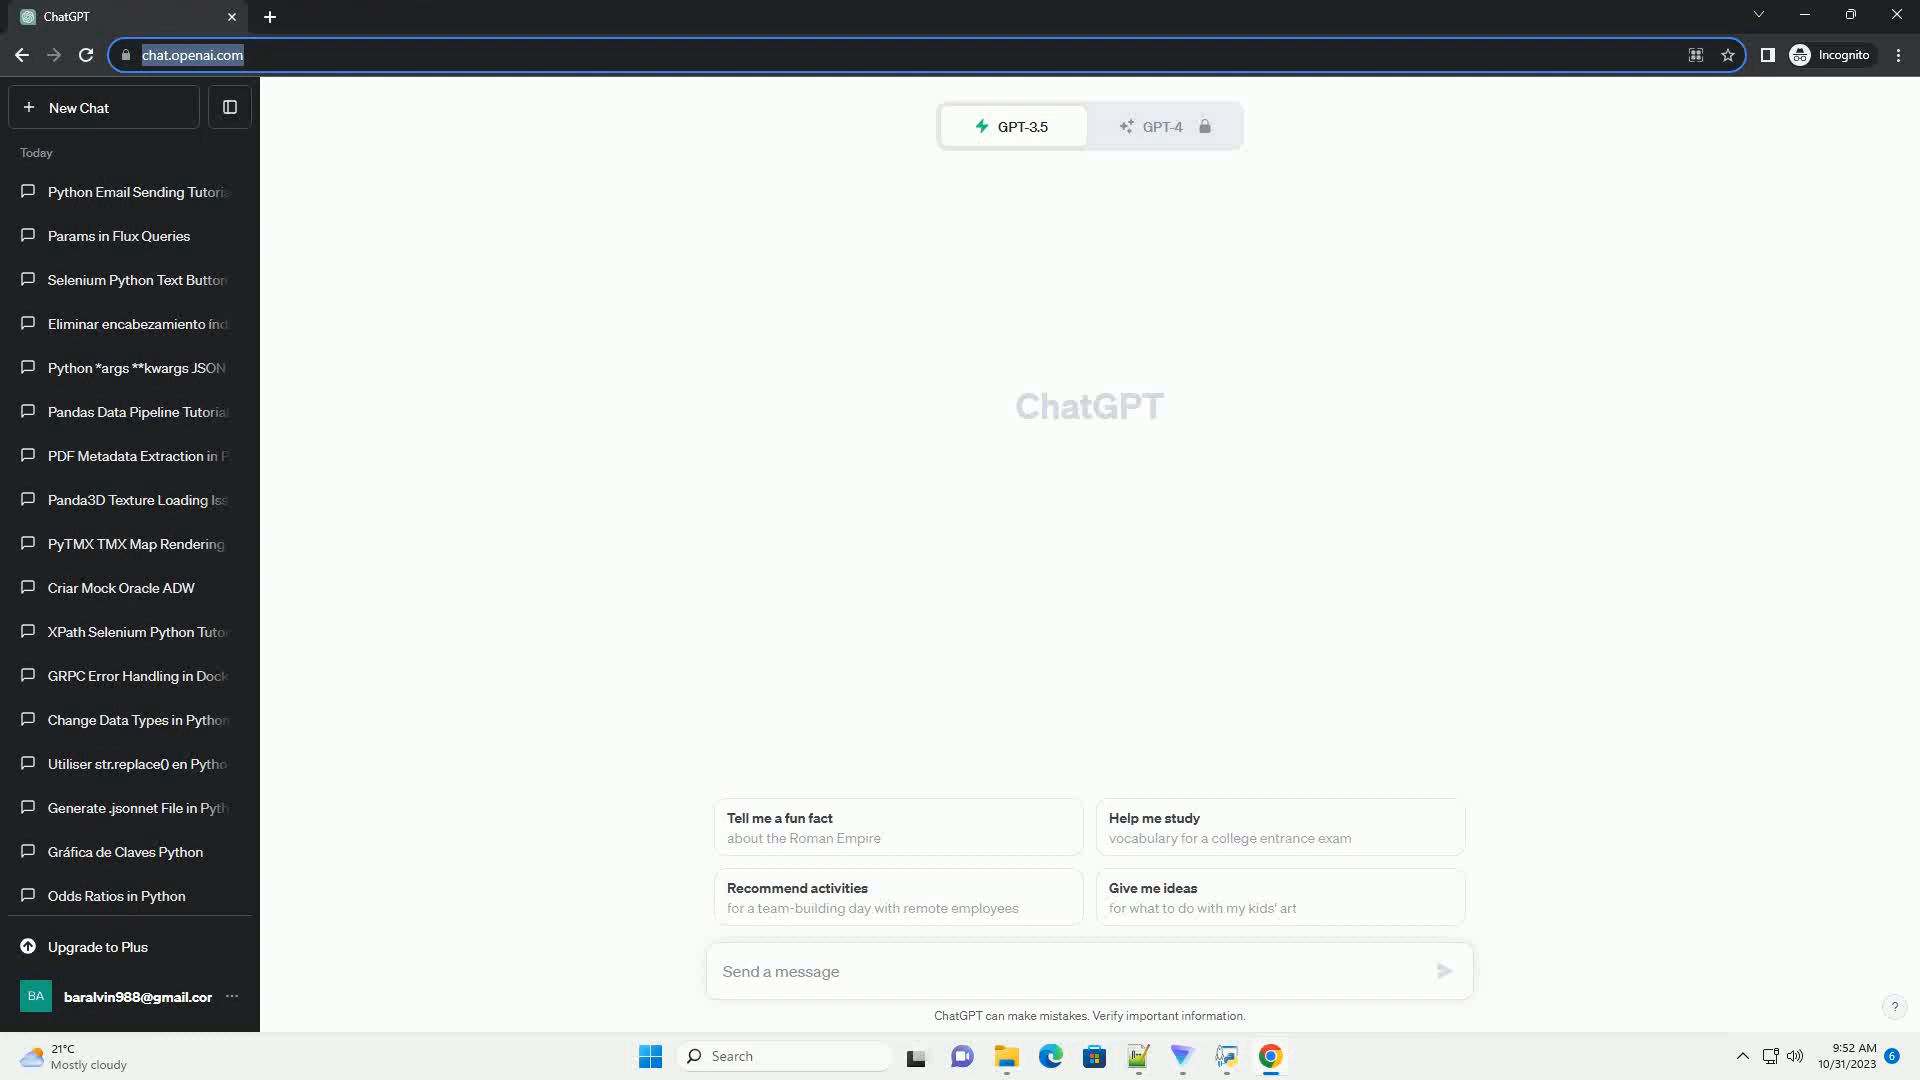 ChatGPT
chat.openai.com
Incognito
New Chat
Today
Python Email Sending Tutoria
Params in Flux Queries
Selenium Python Text Button
Eliminar encabezamiento índ
Python *args **kwargs JSON
Pandas Data Pipeline Tutorial
PDF Metadata Extraction in P
Panda3D Texture Loading Iss
PyTMX TMX Map Rendering
Criar Mock Oracle ADW
XPath Selenium Python Tutor
GRPC Error Handling in Dock
Change Data Types in Python
Utiliser str.replace() en Pytho
Generate .jsonnet File in Pyth
Gráfica de Claves Python
Odds Ratios in Python
Upgrade to Plus
BA baralvin988@gmail.cor
GPT-3.5
GPT-4
ChatGPT
Tell me a fun fact
about the Roman Empire
Help me study
vocabulary for a college entrance exam
Recommend activities
for a team-building day with remote employees
Give me ideas
for what to do with my kids' art
Send a message
ChatGPT can make mistakes. Verify important information.
?
21°C
Mostly cloudy
Search
9:52 AM
10/31/2023
6